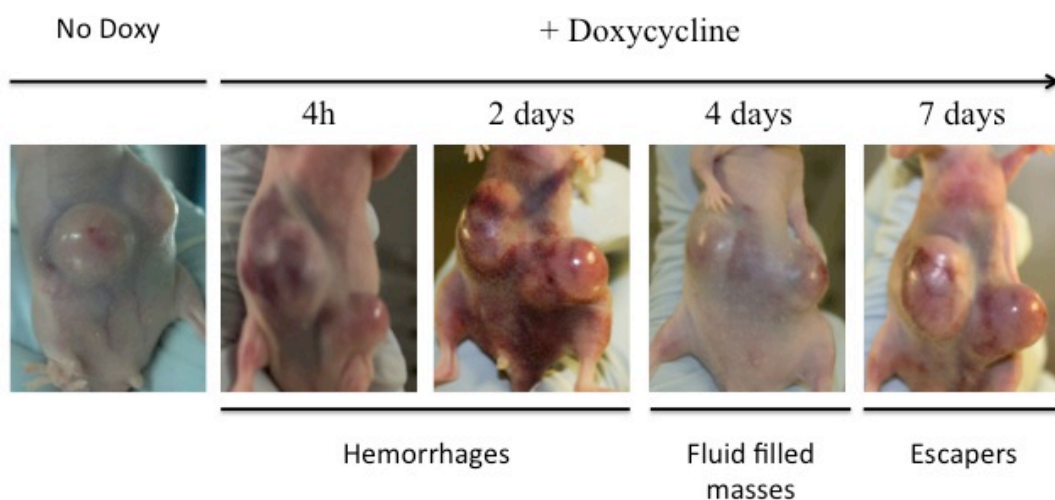 No Doxy
+ Doxycycline
4h
2 days
4 days
7 days
Hemorrhages
Fluid filled
masses
Escapers